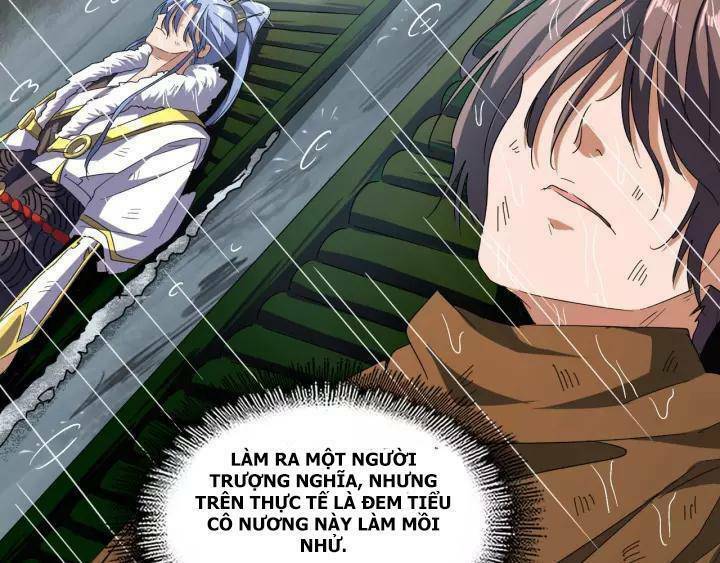 LÀM RA MỘT NGƯỜI
TRƯỢNG NGHĨA, NHƯNG
TRÊN THỰC TẾ LÀ ĐEM TIỂU
CÔ NƯƠNG NÀY LÀM MỒI
NHỬ.